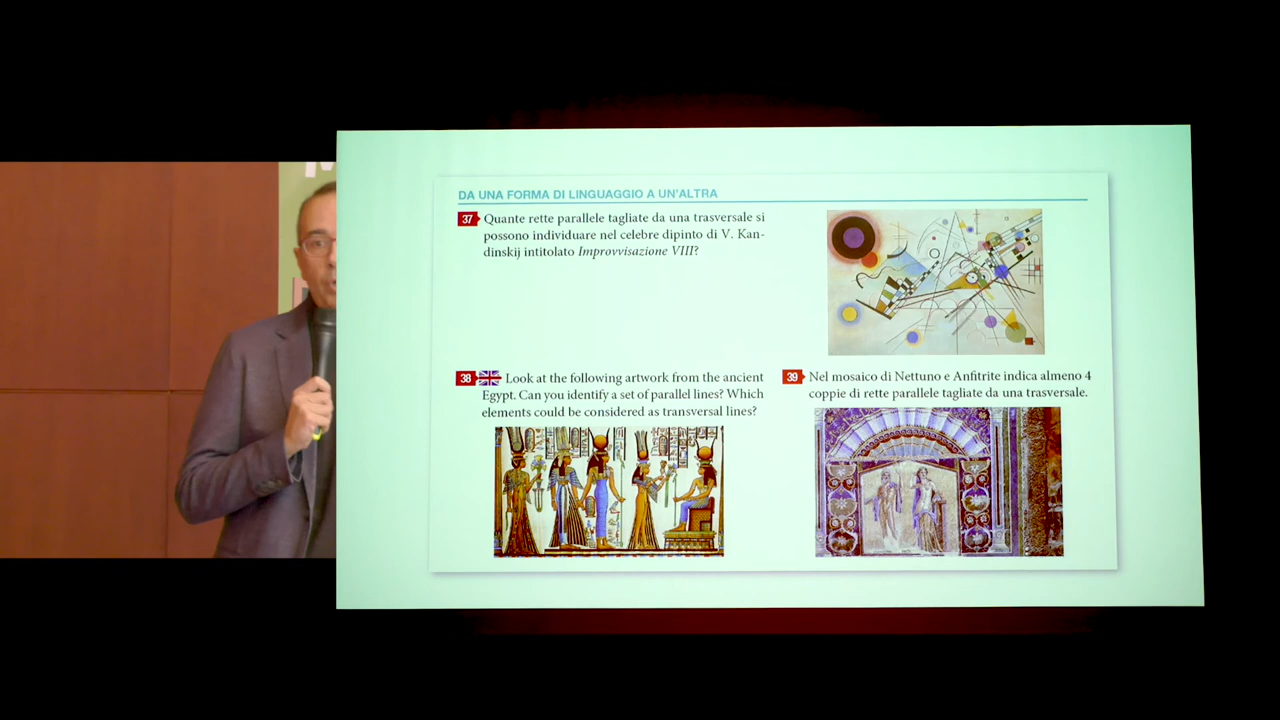 DA UNA FORMA DI LINGUAGGIO A UN'ALTRA
37 Quante rette parallele tagliate da una trasversale si
possono individuare nel celebre dipinto di V. Kan-
dinskij intitolato Improvvisazione VIII?
38 Look at the following artwork from the ancient
Egypt. Can you identify a set of parallel lines? Which
elements could be considered as transversal lines?
39 Nel mosaico di Nettuno e Anfitrite indica almeno 4
coppie di rette parallele tagliate da una trasversale.